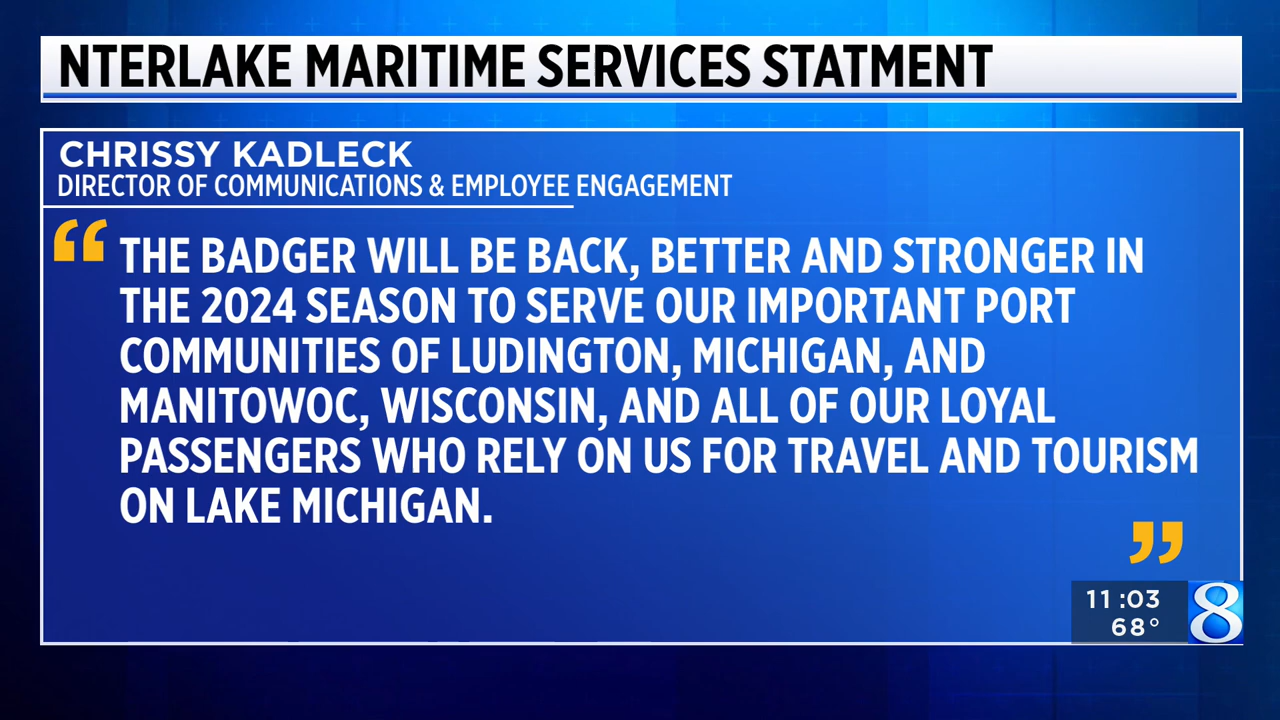 NTERLAKE MARITIME SERVICES STATMENT
CHRISSY KADLECK
DIRECTOR OF COMMUNICATIONS & EMPLOYEE ENGAGEMENT
“ THE BADGER WILL BE BACK, BETTER AND STRONGER IN
THE 2024 SEASON TO SERVE OUR IMPORTANT PORT
COMMUNITIES OF LUDINGTON, MICHIGAN, AND
MANITOWOC, WISCONSIN, AND ALL OF OUR LOYAL
PASSENGERS WHO RELY ON US FOR TRAVEL AND TOURISM
ON LAKE MICHIGAN.
”
11:03
68°
8